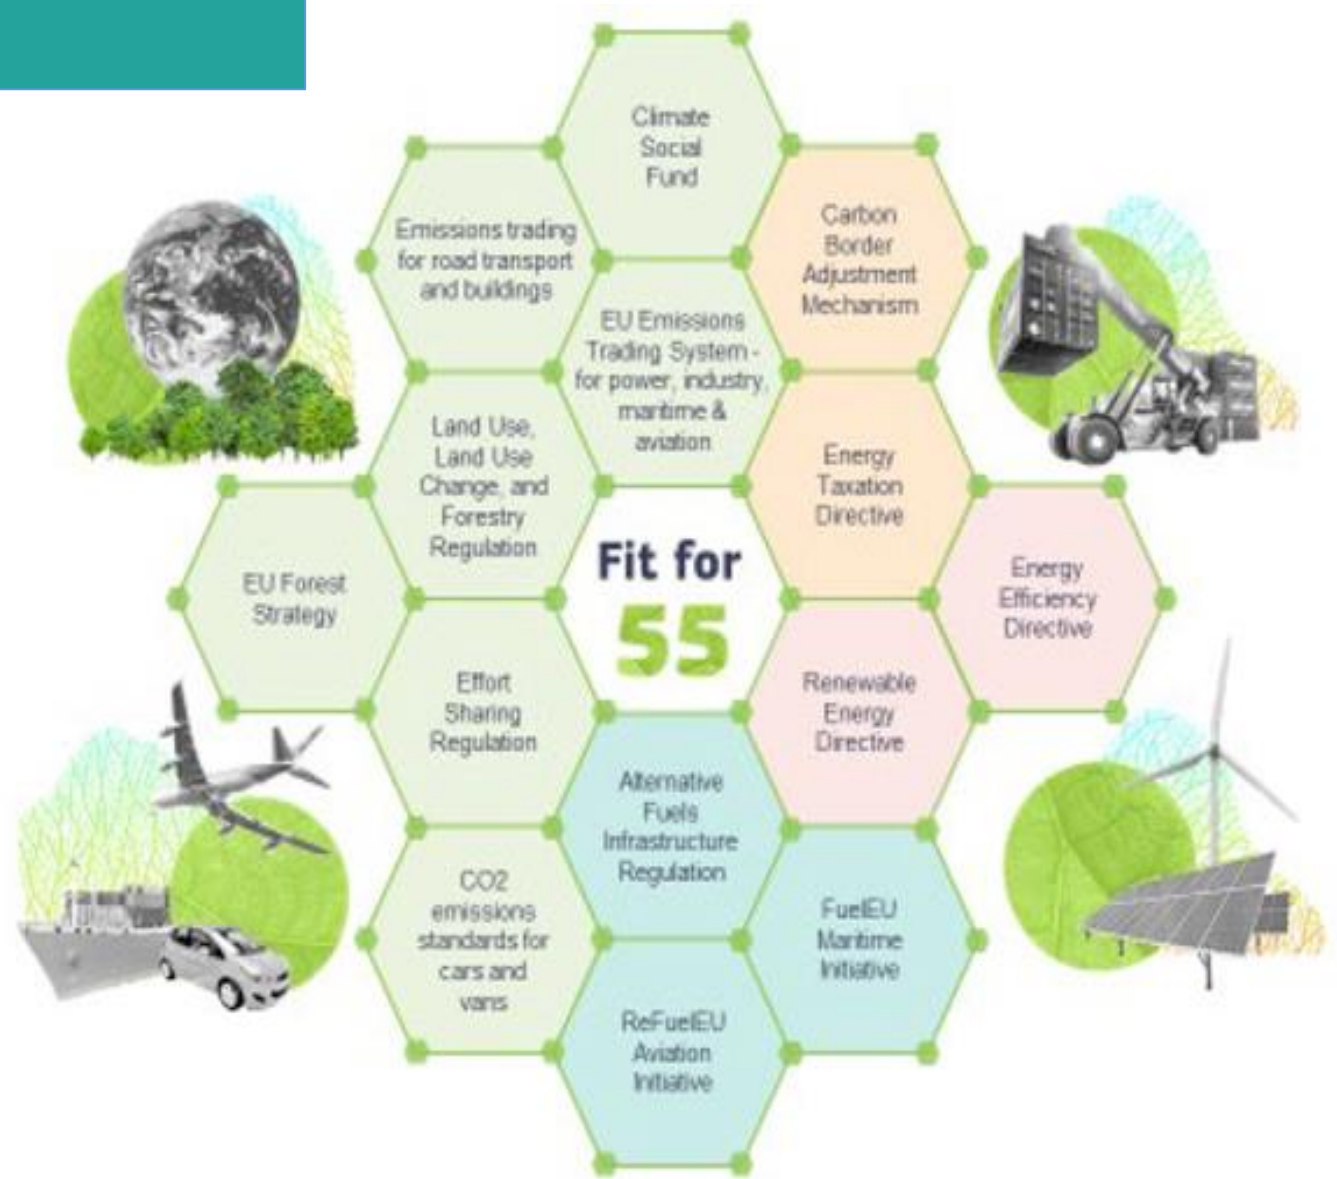 Climate
Social
Fund
Emissions trading
for road transport
and buildings
Carbon
Border
Adjustment
Mechanism
EU Emissions
Trading System -
for power, industry,
maritime &
aviation
Land Use,
Land Use
Change, and
Forestry
Regulation
Energy
Taxation
Directive
EU Forest
Strategy
Fit for
55
Energy
Efficiency
Directive
Effort
Sharing
Regulation
Renewable
Energy
Directive
Alternative
Fuels
Infrastructure
Regulation
CO2
emissions
standards for
cars and
vans
FuelEU
Maritime
Initiative
ReFuelEU
Aviation
Initiative